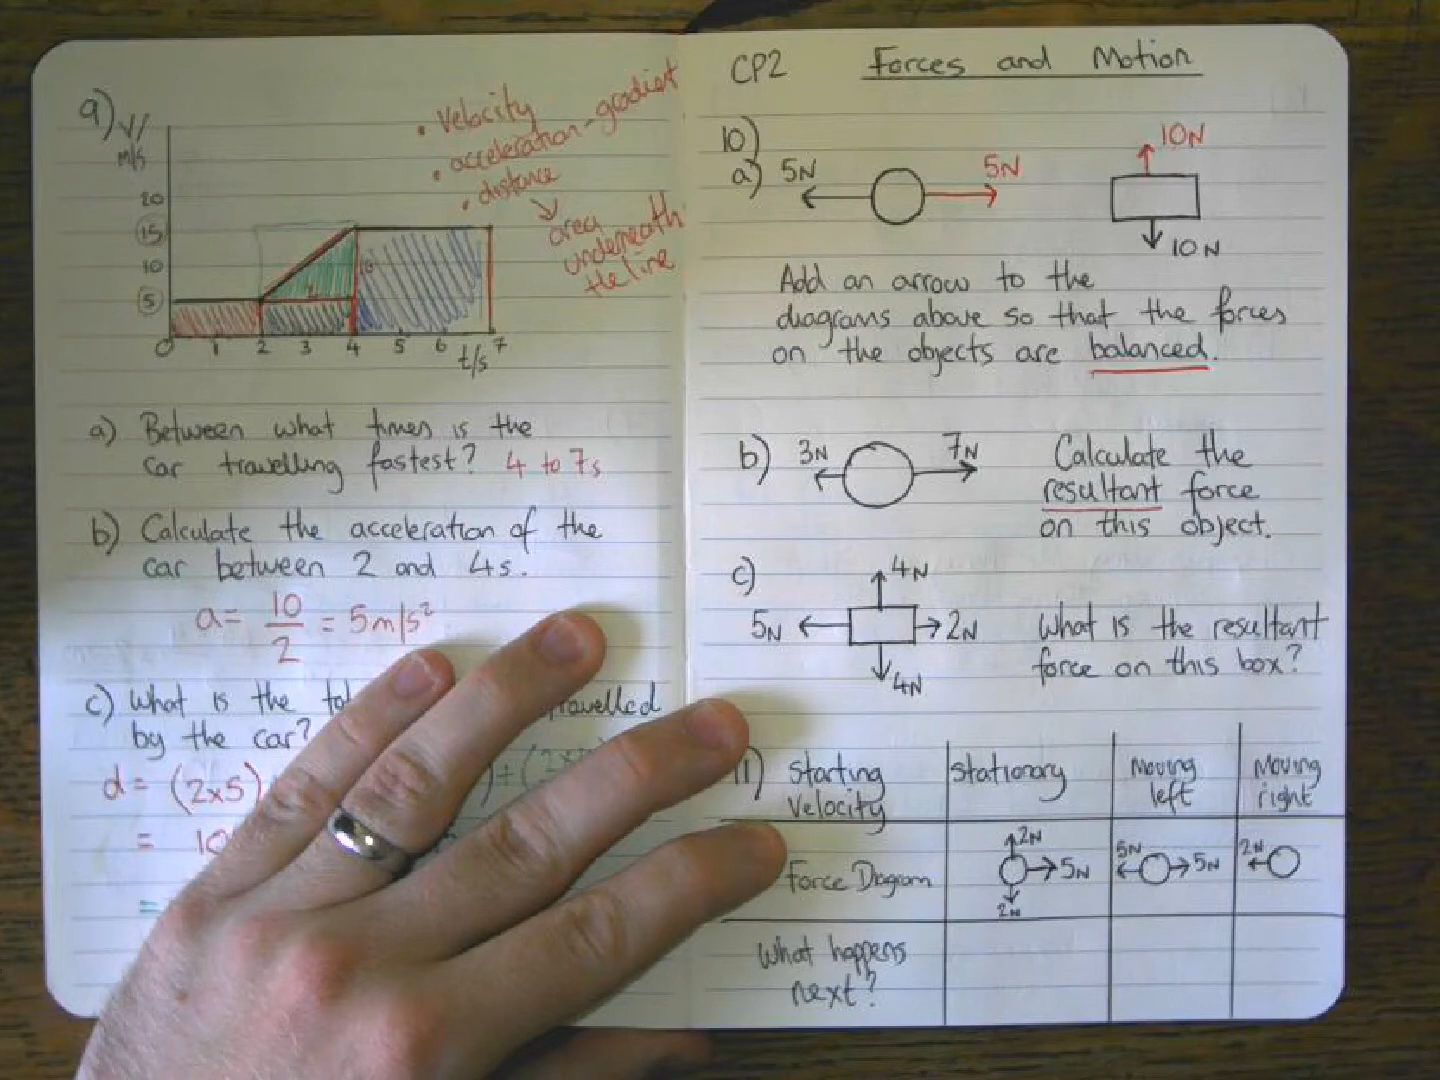 9)
V/
m/s
20
15
10
5
0 1 2 3 4 5 6 7
t/s
10
2
• Velocity
• acceleration - gradient
• distance
area
underneath
the line
a) Between what times is the
car travelling fastest? 4 to 7s
b) Calculate the acceleration of the
car between 2 and 4s.
a = 10/2 = 5m/s²
c) What is the travelled
by the car?
d = (2x5) )+(
= 10
=
CP2 Forces and Motion
10)
a) 5N 5N 10N
10N
Add an arrow to the
diagrams above so that the forces
on the objects are balanced.
b) 3N 7N Calculate the
resultant force
on this object.
c) 4N
5N 2N What is the resultant
force on this box?
4N
11) Starting Velocity
Stationary
Moving left
Moving right
Force Diagram
2N
5N
2N
5N 5N
2N
What happens
next?